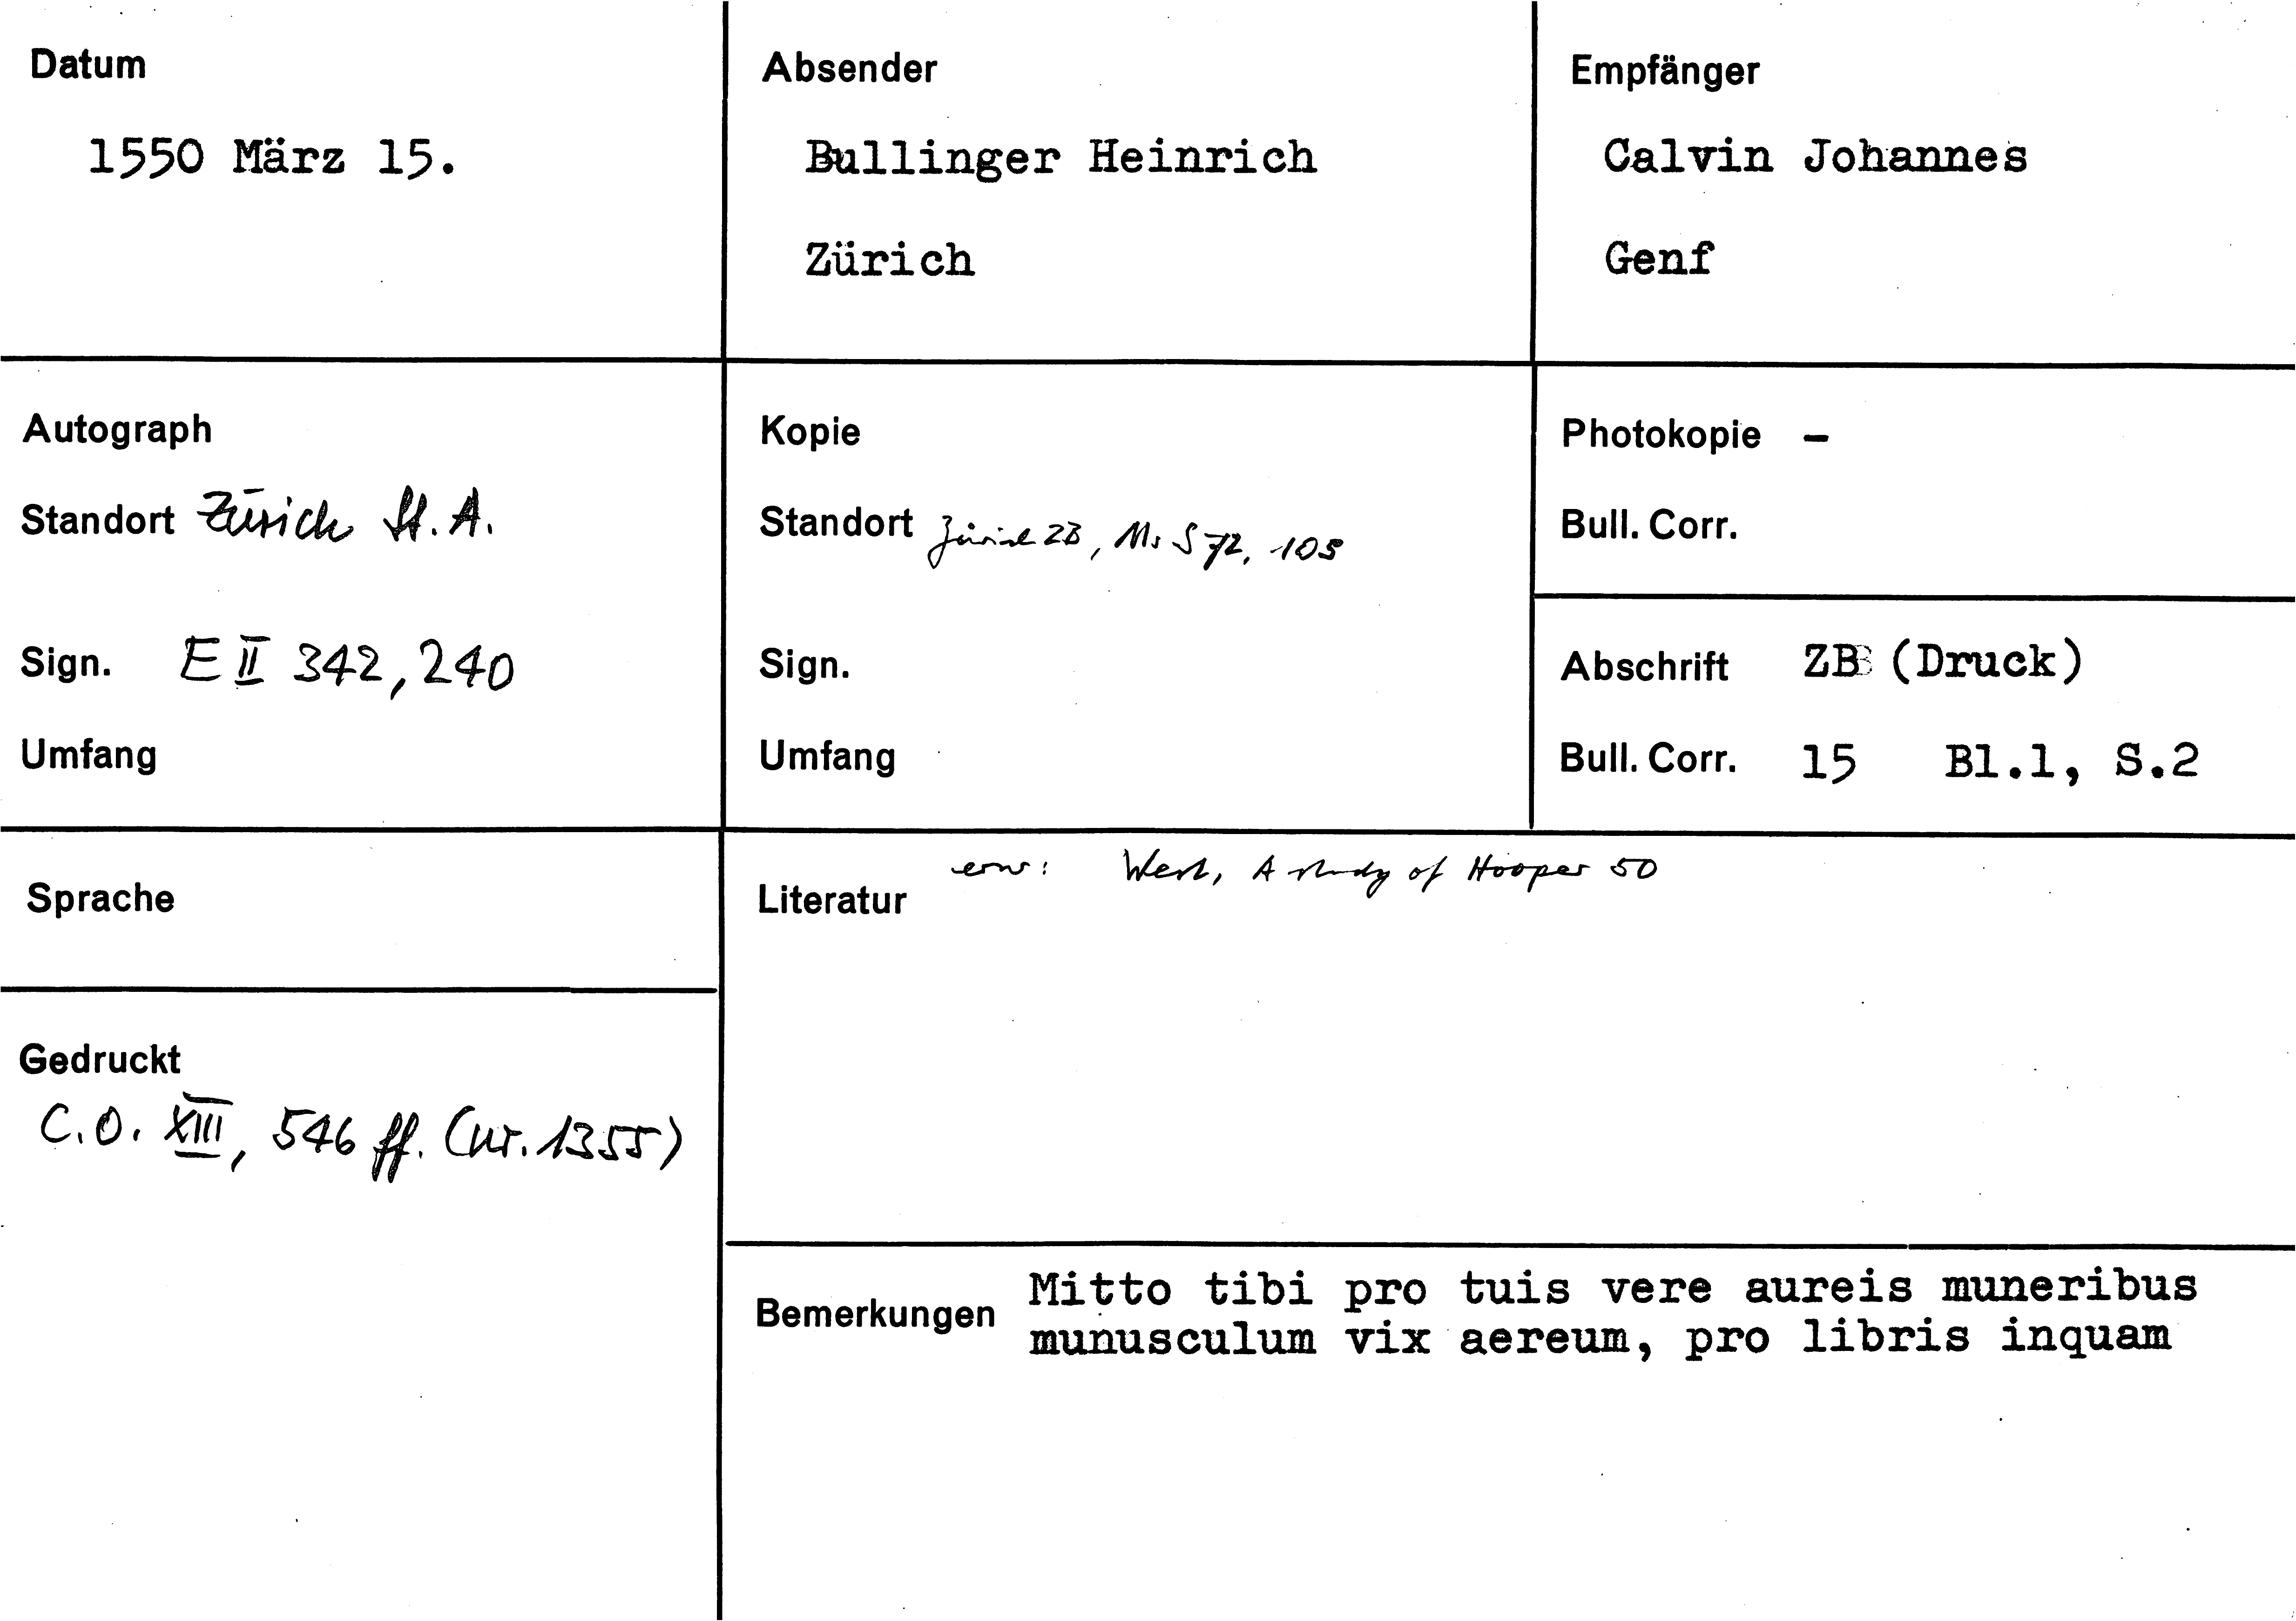 Datum
1550 März 15.
Absender
Bullinger Heinrich
Zürich
Empfänger
Calvin Johannes
Genf
Autograph
Standort Zürich St. A.
Sign. E II 342, 240
Umfang
Kopie
Standort Zürich ZB, Ms S 72, 105
Sign.
Umfang
Photokopie –
Bull. Corr.
Abschrift ZB (Druck)
Bull. Corr. 15 Bl.1, S.2
Sprache
Gedruckt
C.O. XIII, 546 ff. (nr. 1355)
Literatur erw: West, A study of Hooper 50
Bemerkungen Mitto tibi pro tuis vere aureis muneribus
munusculum vix aereum, pro libris inquam